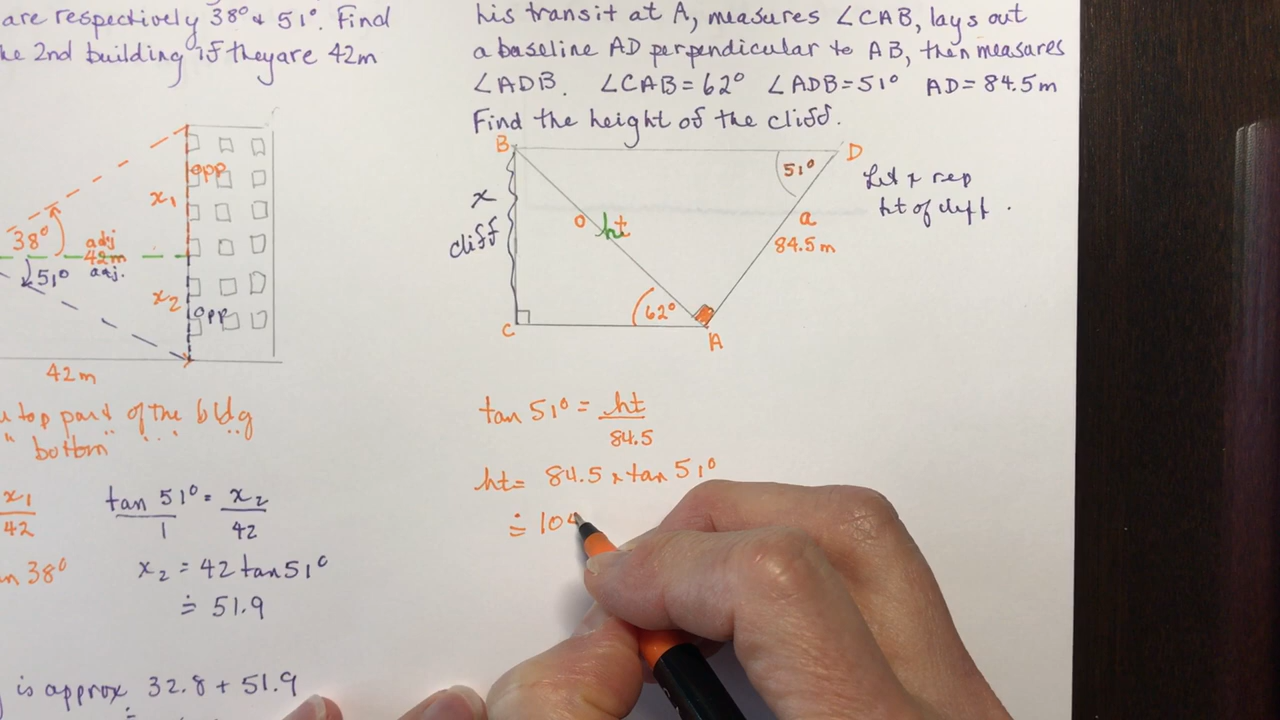 are respectively 38° & 51°. Find
he 2nd building if they are 42m
38°
adj
42m
adj.
51°
opp
x₁
x₂
opp
42m
top part of the bldg
" bottom" ... ..
x₁
42
tan 51° = x₂
1 42
n 38°
x₂ = 42 tan 51°
≐ 51.9
is approx 32.8 + 51.9
his transit at A, measures ∠CAB, lays out
a baseline AD perpendicular to AB, then measures
∠ADB. ∠CAB = 62° ∠ADB = 51° AD = 84.5 m
Find the height of the cliff.
B
D
51°
x
cliff
o
ht
a
84.5 m
62°
C
A
Let x rep
ht of cliff.
tan 51° = ht
84.5
ht = 84.5 x tan 51°
≐ 104